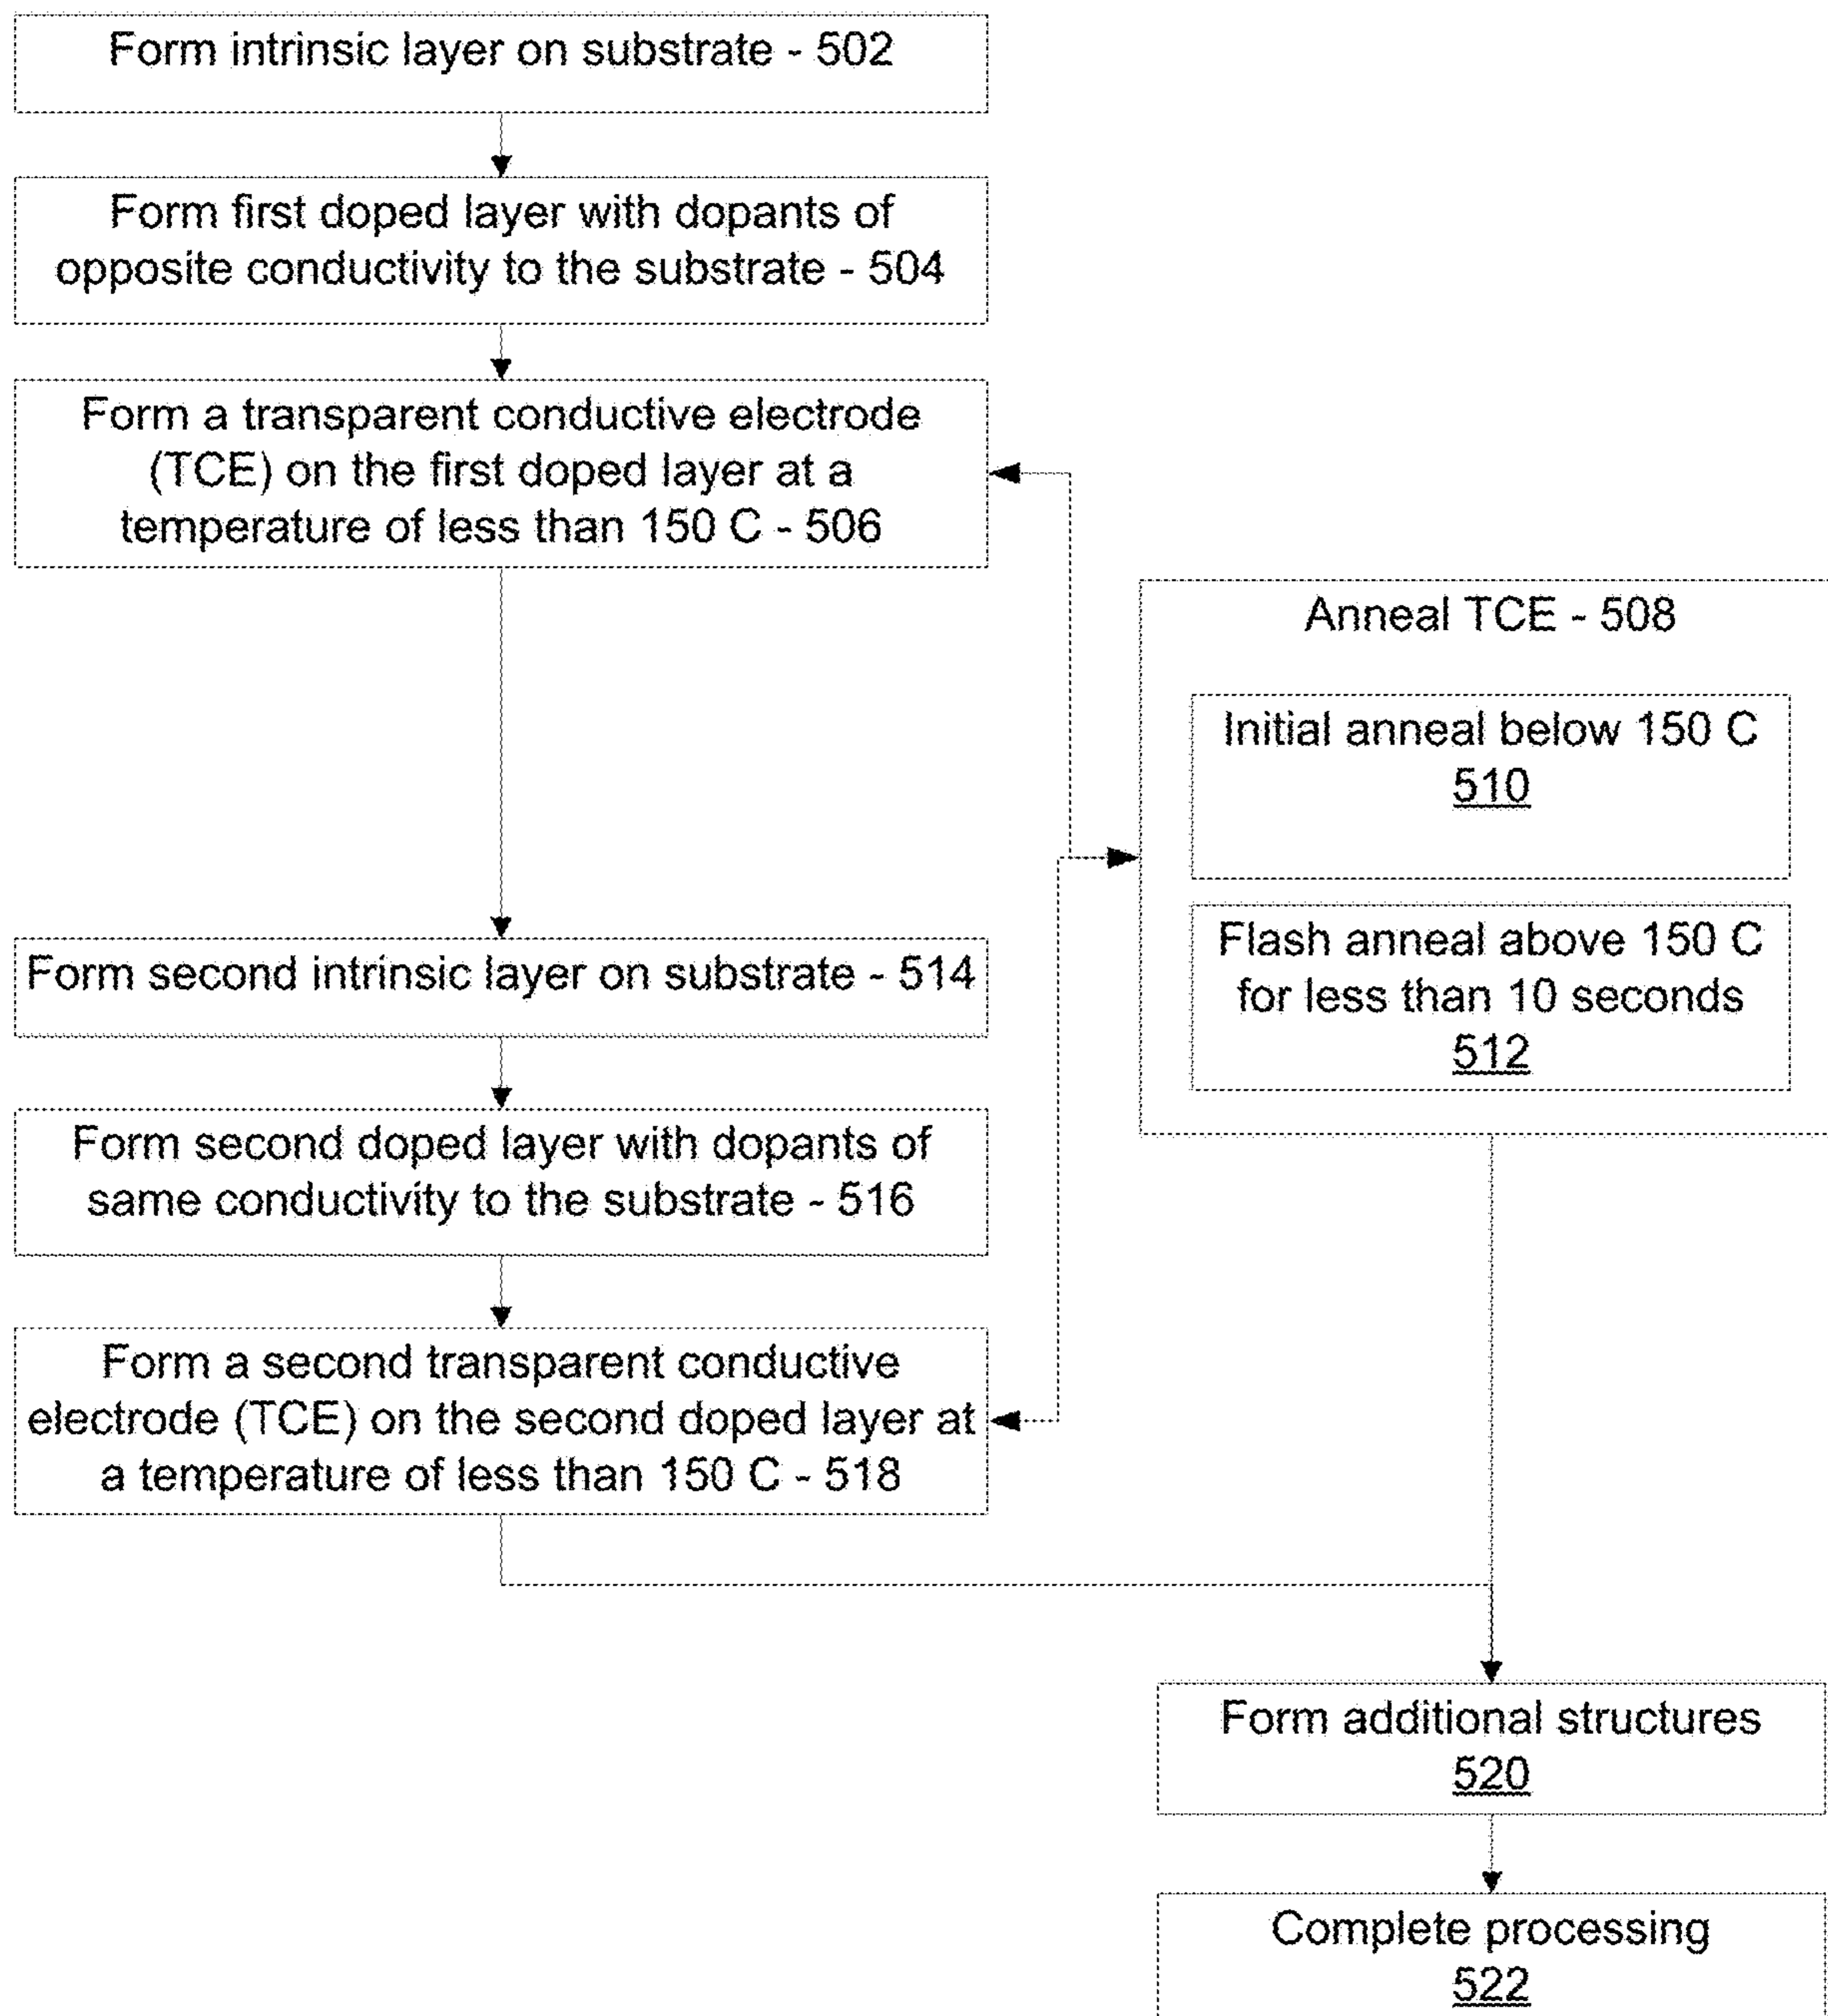 Form intrinsic layer on substrate - 502
Form first doped layer with dopants of
opposite conductivity to the substrate - 504
Form a transparent conductive electrode
(TCE) on the first doped layer at a
temperature of less than 150 C - 506
Anneal TCE - 508
Initial anneal below 150 C
510
Flash anneal above 150 C
for less than 10 seconds
512
Form second intrinsic layer on substrate - 514
Form second doped layer with dopants of
same conductivity to the substrate - 516
Form a second transparent conductive
electrode (TCE) on the second doped layer at
a temperature of less than 150 C - 518
Form additional structures
520
Complete processing
522